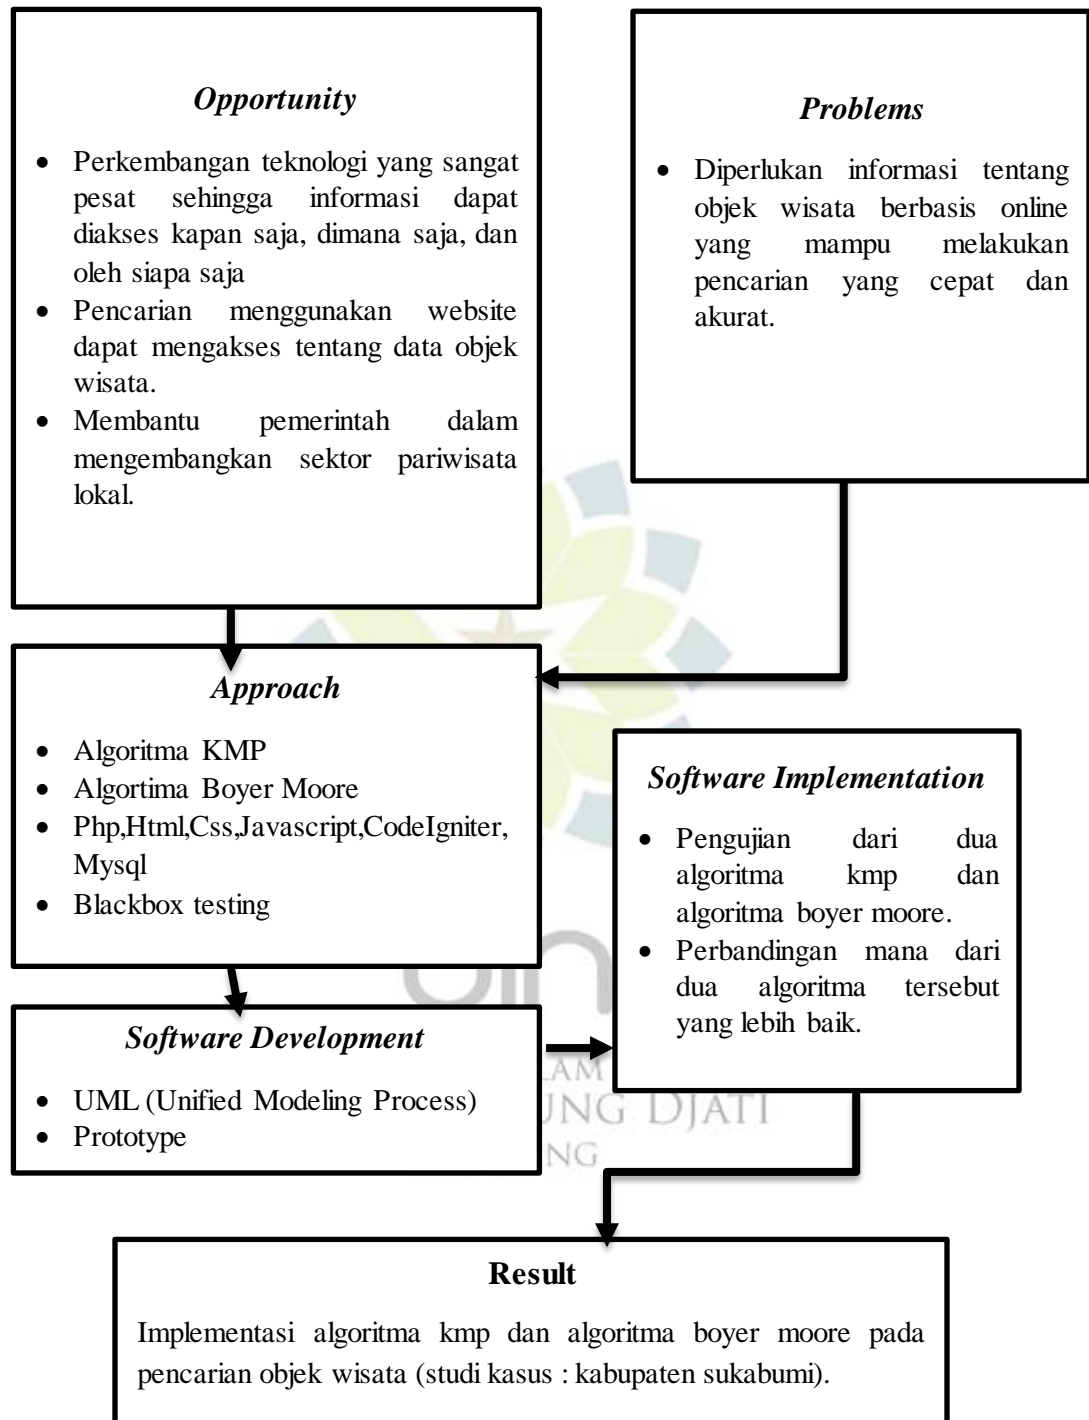 Opportunity
• Perkembangan teknologi yang sangat
pesat sehingga informasi dapat
diakses kapan saja, dimana saja, dan
oleh siapa saja
• Pencarian menggunakan website
dapat mengakses tentang data objek
wisata.
• Membantu pemerintah dalam
mengembangkan sektor pariwisata
lokal.
Problems
• Diperlukan informasi tentang
objek wisata berbasis online
yang mampu melakukan
pencarian yang cepat dan
akurat.
Approach
• Algoritma KMP
• Algortima Boyer Moore
• Php,Html,Css,Javascript,CodeIgniter,
Mysql
• Blackbox testing
Software Implementation
• Pengujian dari dua
algoritma kmp dan
algoritma boyer moore.
• Perbandingan mana dari
dua algoritma tersebut
yang lebih baik.
Software Development
• UML (Unified Modeling Process)
• Prototype
LAM
UNG DJATI
NG
Result
Implementasi algoritma kmp dan algoritma boyer moore pada
pencarian objek wisata (studi kasus : kabupaten sukabumi).